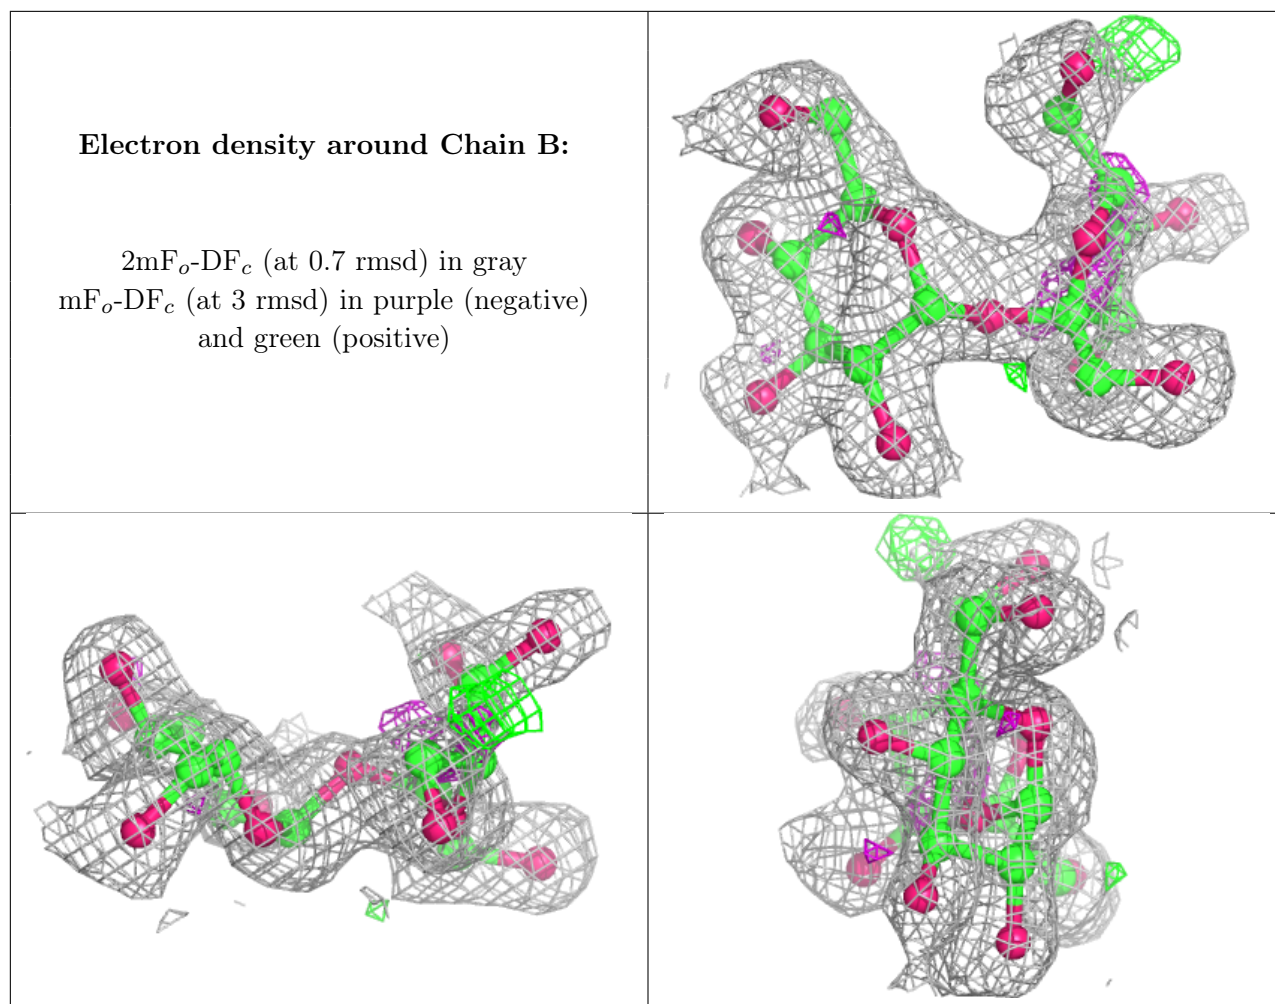 Electron density around Chain B:
2mFo-DFc (at 0.7 rmsd) in gray
mFo-DFc (at 3 rmsd) in purple (negative)
and green (positive)